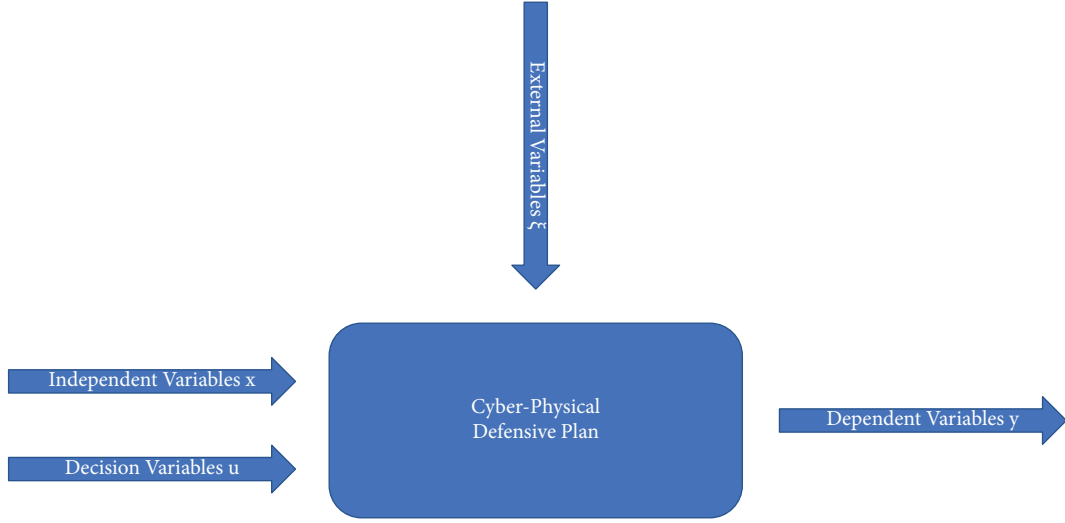 External Variables ξ
Independent Variables x
Decision Variables u
Cyber-Physical
Defensive Plan
Dependent Variables y